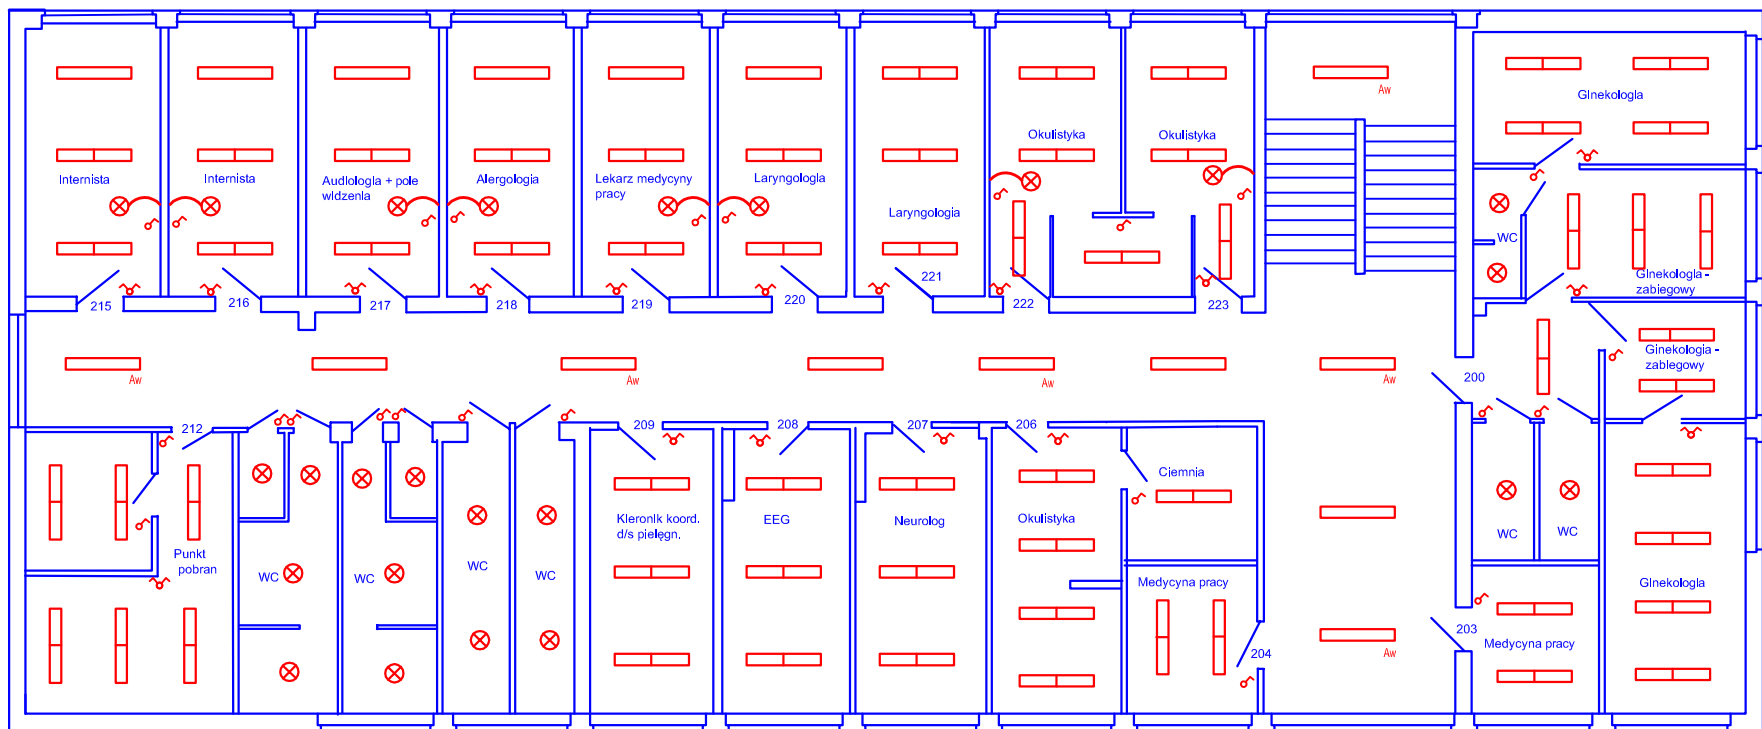 Aw
GInekologIa
Okulistyka
Okulistyka
Internista
Internista
AudIologIa + pole
wIdzenIa
Alergologia
Lekarz medycyny
pracy
LaryngologIa
Laryngologia
WC
GInekologIa -
zabiegowy
215
216
217
218
219
220
221
222
223
Aw
Aw
Aw
Aw
200
Ginekologia -
zabIegowy
212
209
208
207
206
Ciemnia
KIeronIk koord.
d/s pielęgn.
EEG
Neurolog
Okulistyka
WC
WC
Punkt
pobran
WC
WC
WC
WC
Medycyna pracy
GInekologIa
204
Aw
203
Medycyna pracy